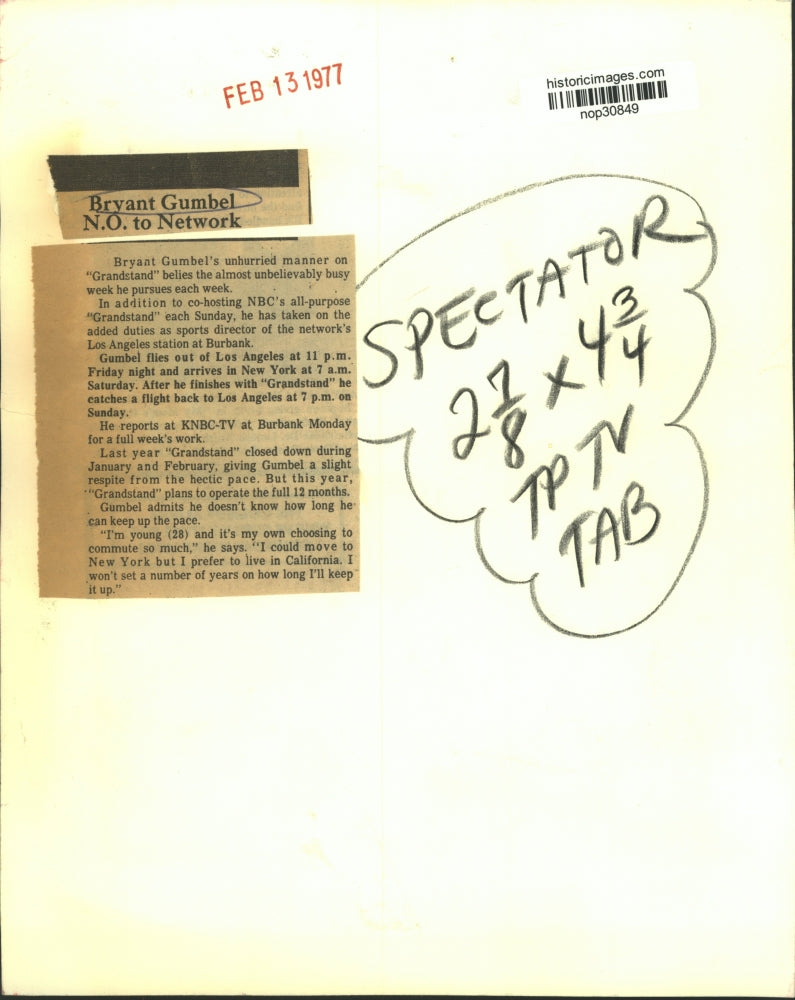 FEB 13 1977
historicimages.com
nop30849
Bryant Gumbel
N.O. to Network
Bryant Gumbel's unhurried manner on
"Grandstand" belies the almost unbelievably busy
week he pursues each week.
In addition to co-hosting NBC's all-purpose
"Grandstand" each Sunday, he has taken on the
added duties as sports director of the network's
Los Angeles station at Burbank.
Gumbel flies out of Los Angeles at 11 p.m.
Friday night and arrives in New York at 7 a.m.
Saturday. After he finishes with "Grandstand" he
catches a flight back to Los Angeles at 7 p.m. on
Sunday.
He reports at KNBC-TV at Burbank Monday
for a full week's work.
Last year "Grandstand" closed down during
January and February, giving Gumbel a slight
respite from the hectic pace. But this year,
"Grandstand" plans to operate the full 12 months.
Gumbel admits he doesn't know how long he
can keep up the pace.
"I'm young (28) and it's my own choosing to
commute so much," he says. "I could move to
New York but I prefer to live in California. I
won't set a number of years on how long I'll keep
it up."
SPECTATOR
2 7/8 x 4 3/4
TP TV
TAB